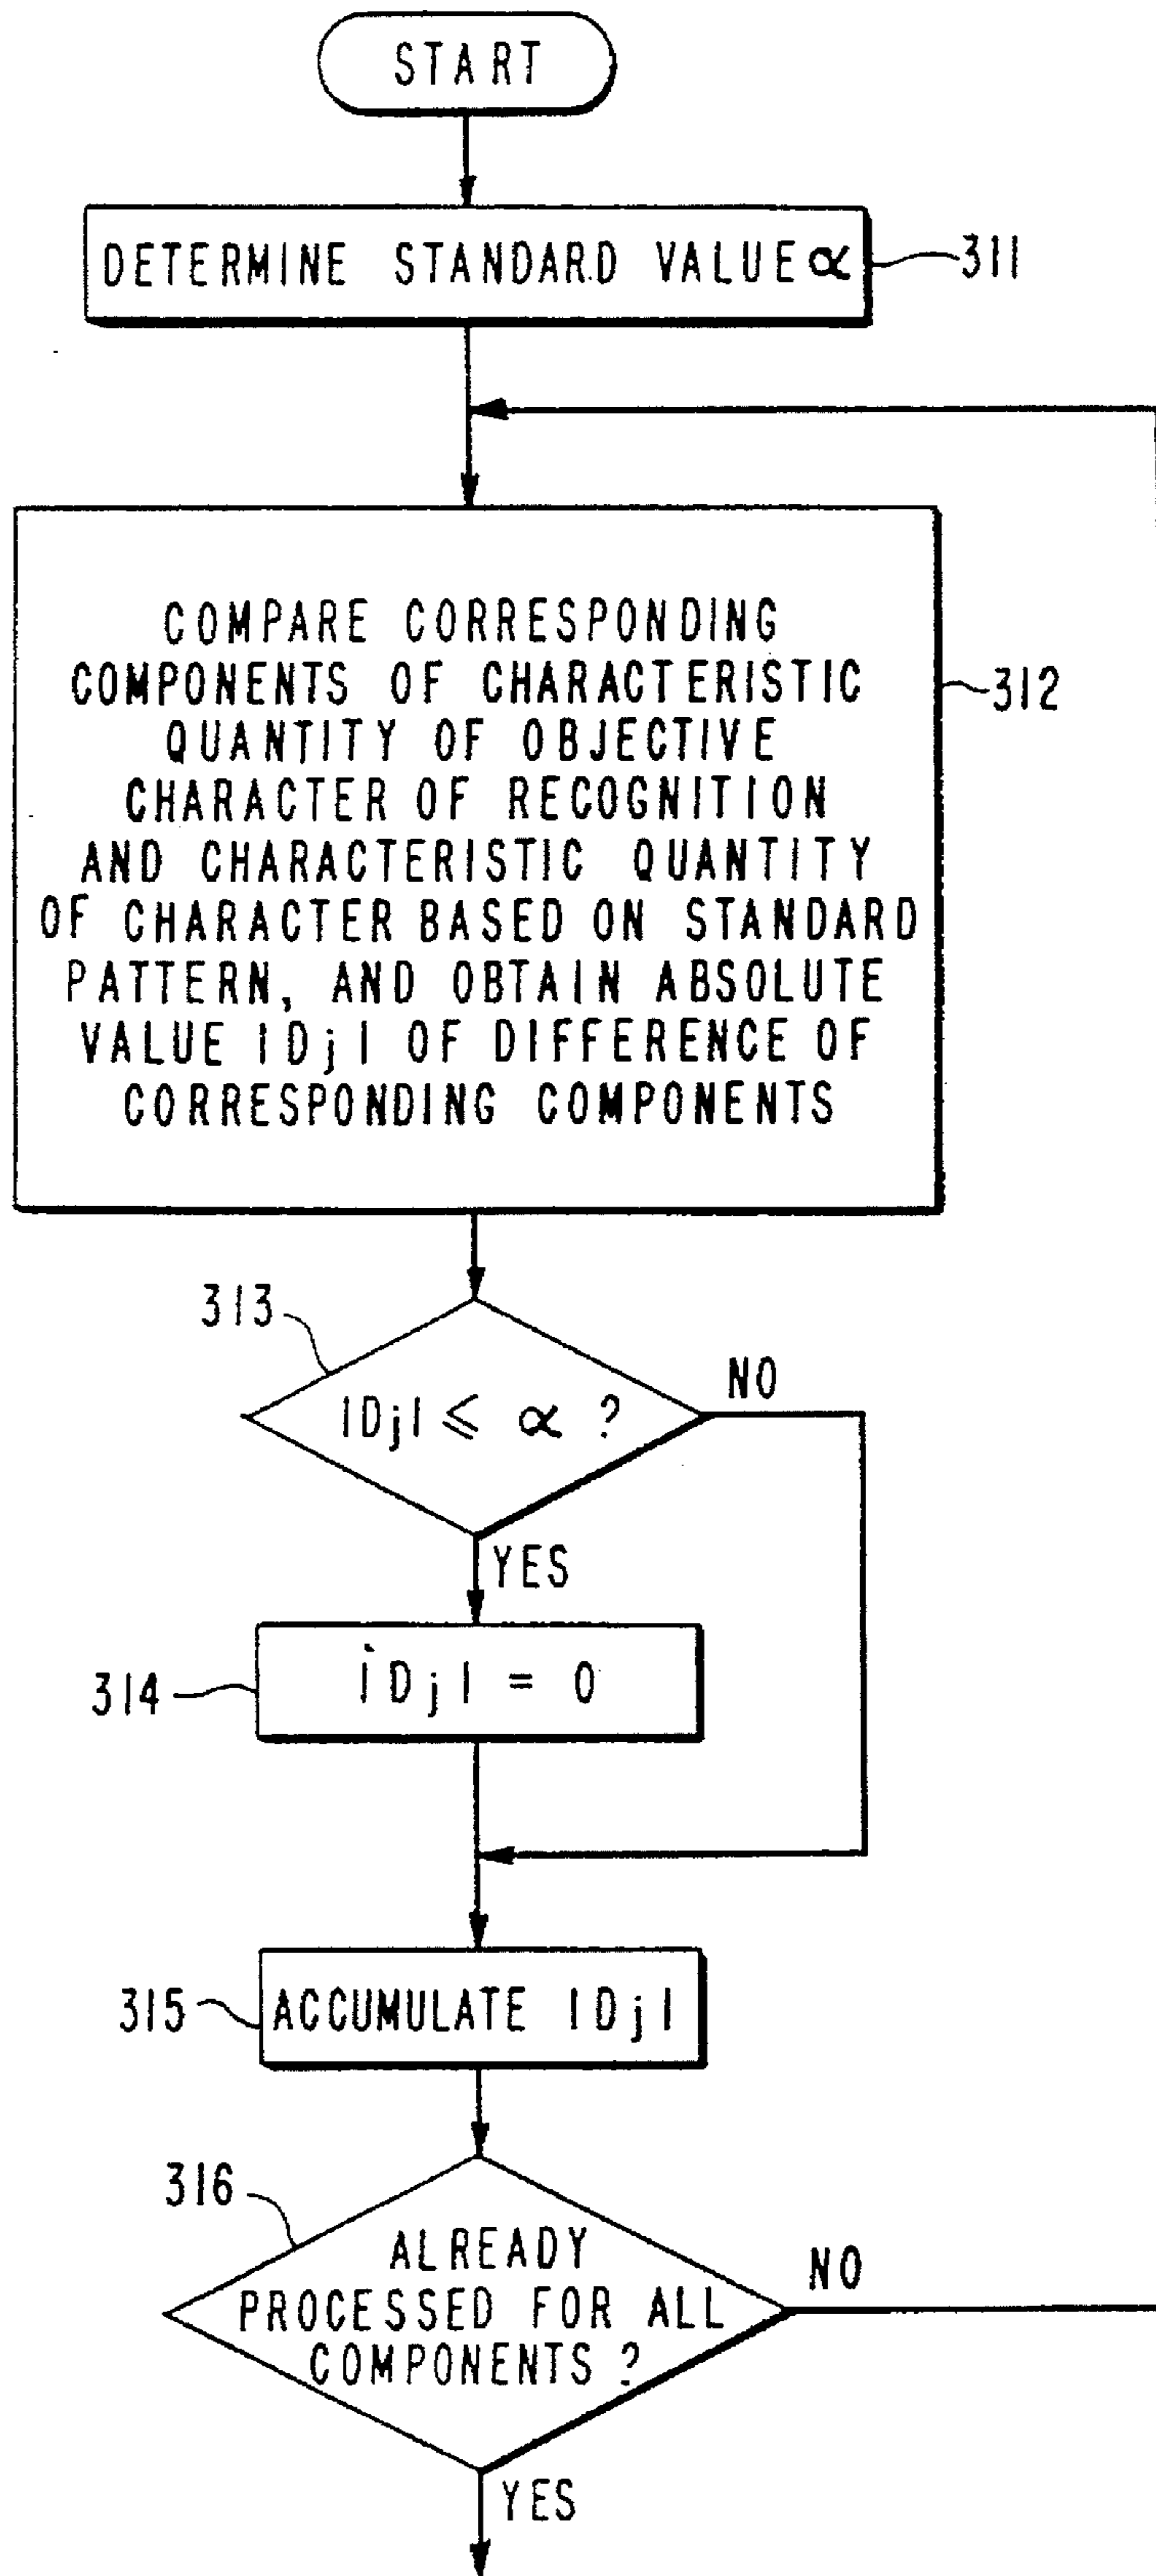 START
DETERMINE STANDARD VALUE ∝
311
COMPARE CORRESPONDING
COMPONENTS OF CHARACTERISTIC
QUANTITY OF OBJECTIVE
CHARACTER OF RECOGNITION
AND CHARACTERISTIC QUANTITY
OF CHARACTER BASED ON STANDARD
PATTERN, AND OBTAIN ABSOLUTE
VALUE |Dj| OF DIFFERENCE OF
CORRESPONDING COMPONENTS
312
313
|Dj| ≤ ∝ ?
NO
YES
314
|Dj| = 0
315
ACCUMULATE |Dj|
316
ALREADY
PROCESSED FOR ALL
COMPONENTS ?
NO
YES